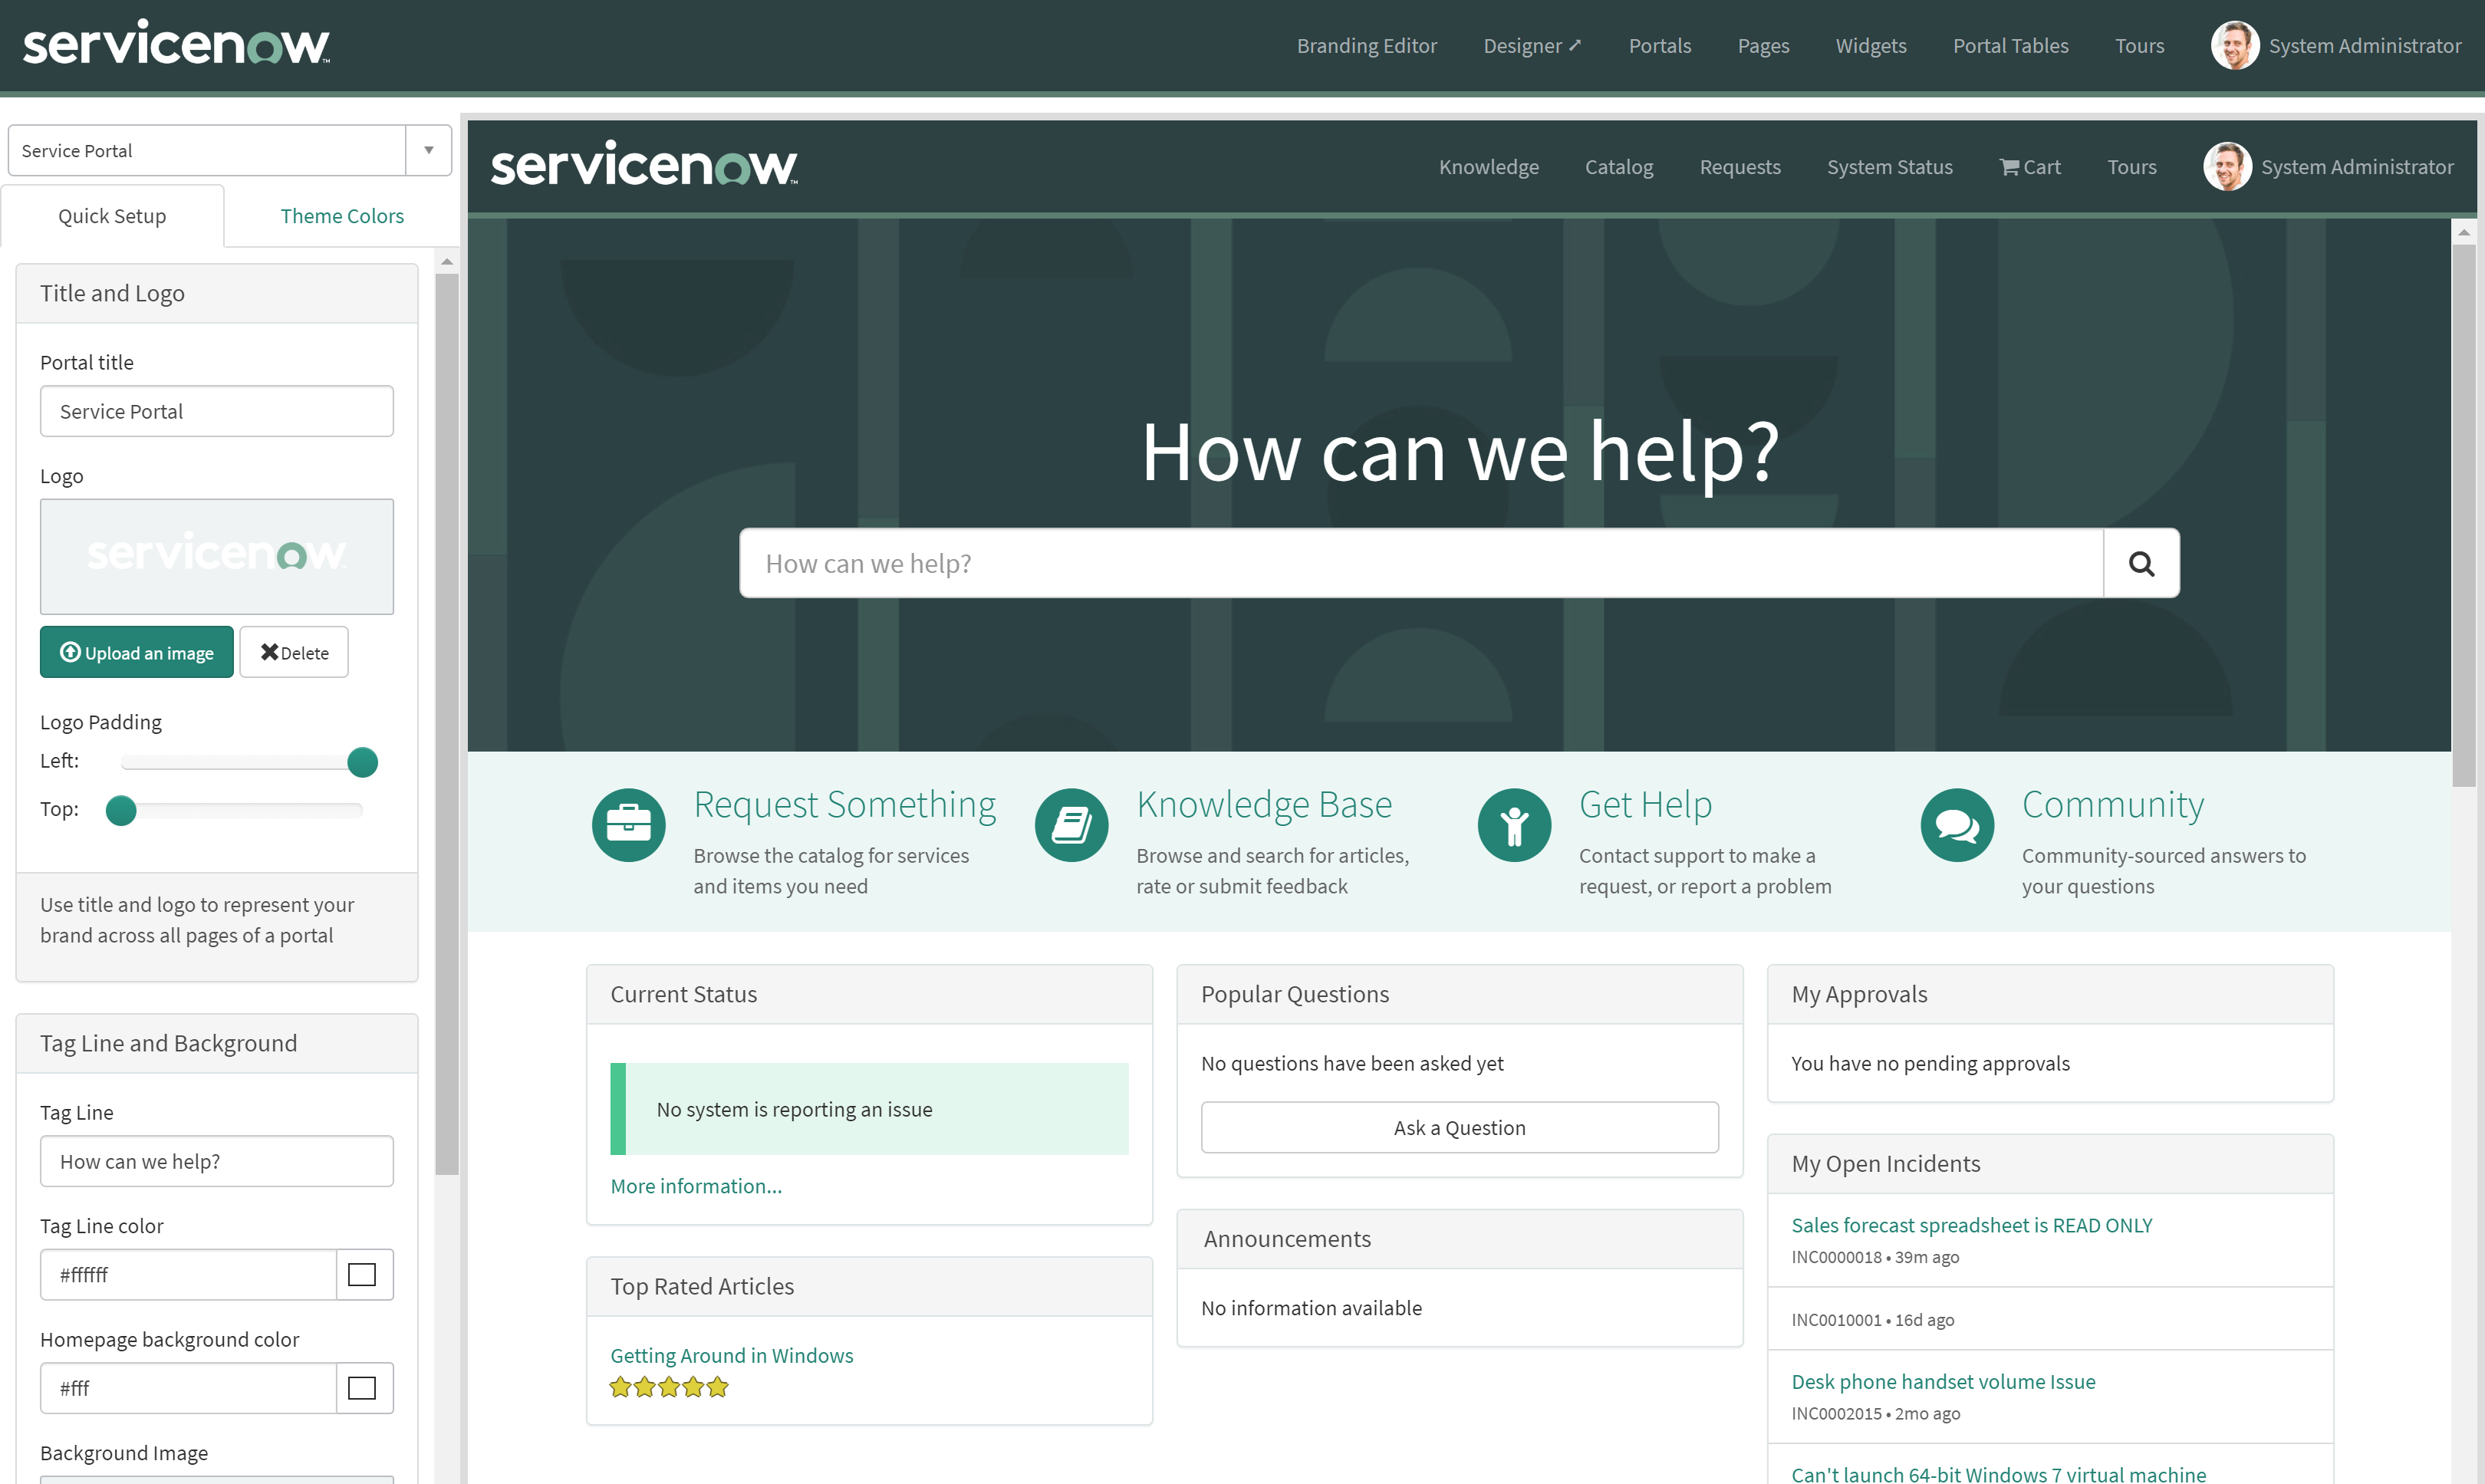 servicenow™
Branding Editor
Designer
Portals
Pages
Widgets
Portal Tables
Tours
System Administrator
Service Portal
Quick Setup
Theme Colors
Title and Logo
Portal title
Service Portal
Logo
servicenow
Upload an image
Delete
Logo Padding
Left:
Top:
Use title and logo to represent your
brand across all pages of a portal
Tag Line and Background
Tag Line
How can we help?
Tag Line color
#ffffff
Homepage background color
#fff
Background Image
servicenow™
Knowledge
Catalog
Requests
System Status
Cart
Tours
System Administrator
How can we help?
How can we help?
Request Something
Browse the catalog for services
and items you need
Knowledge Base
Browse and search for articles,
rate or submit feedback
Get Help
Contact support to make a
request, or report a problem
Community
Community-sourced answers to
your questions
Current Status
No system is reporting an issue
More information...
Top Rated Articles
Getting Around in Windows
Popular Questions
No questions have been asked yet
Ask a Question
Announcements
No information available
My Approvals
You have no pending approvals
My Open Incidents
Sales forecast spreadsheet is READ ONLY
INC0000018 • 39m ago
INC0010001 • 16d ago
Desk phone handset volume Issue
INC0002015 • 2mo ago
Can't launch 64-bit Windows 7 virtual machine